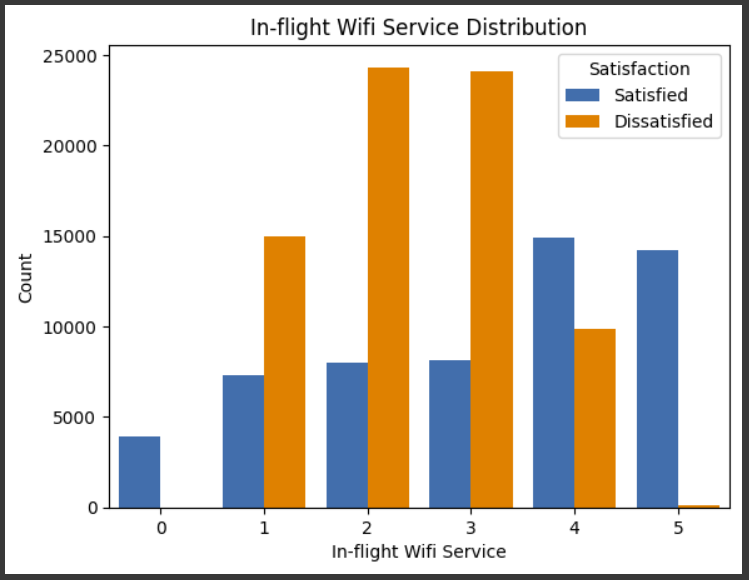 In-flight Wifi Service Distribution
Satisfaction
Satisfied
Dissatisfied
25000
20000
15000
10000
5000
0
Count
0 1 2 3 4 5
In-flight Wifi Service